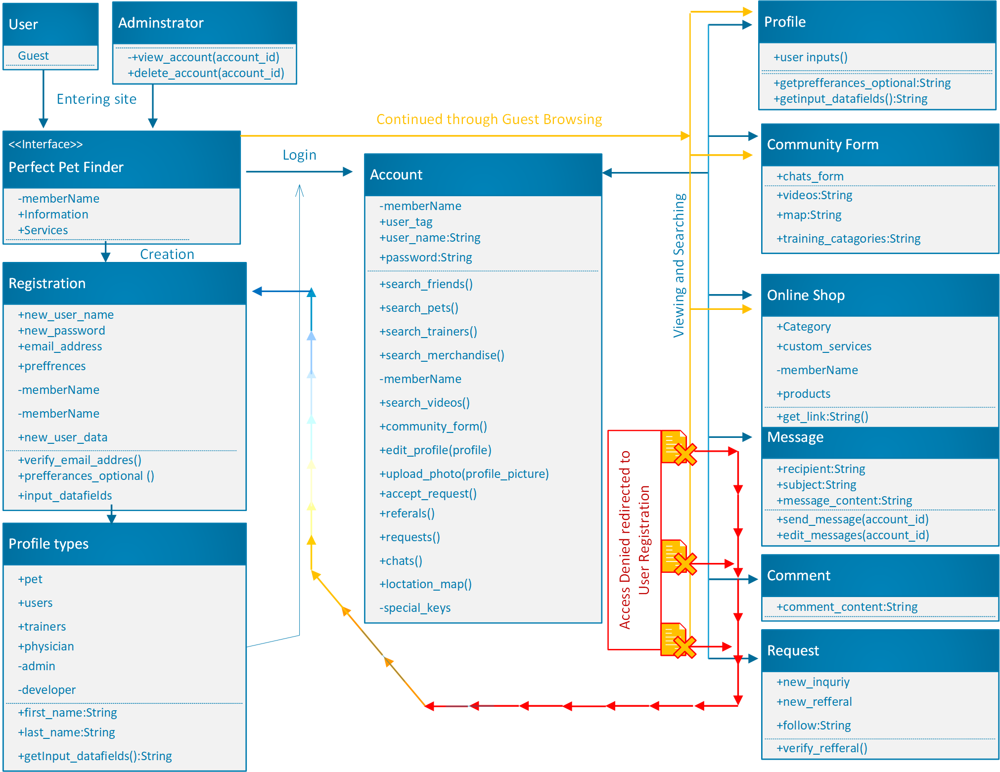 User
Guest
Adminstrator
-+view_account(account_id)
+delete_account(account_id)
Entering site
<<Interface>>
Perfect Pet Finder
-memberName
+Information
+Services
Creation
Registration
+new_user_name
+new_password
+email_address
+preffrences
-memberName
-memberName
+new_user_data
+verify_email_addres()
+prefferances_optional ()
+input_datafields
Profile types
+pet
+users
+trainers
+physician
-admin
-developer
+first_name:String
+last_name:String
+getInput_datafields():String
Continued through Guest Browsing
Login
Account
-memberName
+user_tag
+user_name:String
+password:String
+search_friends()
+search_pets()
+search_trainers()
+search_merchandise()
-memberName
+search_videos()
+community_form()
+edit_profile(profile)
+upload_photo(profile_picture)
+accept_request()
+referals()
+requests()
+chats()
+loctation_map()
-special_keys
Viewing and Searching
Access Denied redirected to
User Registration
Profile
+user inputs()
+getprefferances_optional:String
+getinput_datafields():String
Community Form
+chats_form
+videos:String
+map:String
+training_catagories:String
Online Shop
+Category
+custom_services
-memberName
+products
+get_link:String()
Message
+recipient:String
+subject:String
+message_content:String
+send_message(account_id)
+edit_messages(account_id)
Comment
+comment_content:String
Request
+new_inquriy
+new_refferal
+follow:String
+verify_refferal()